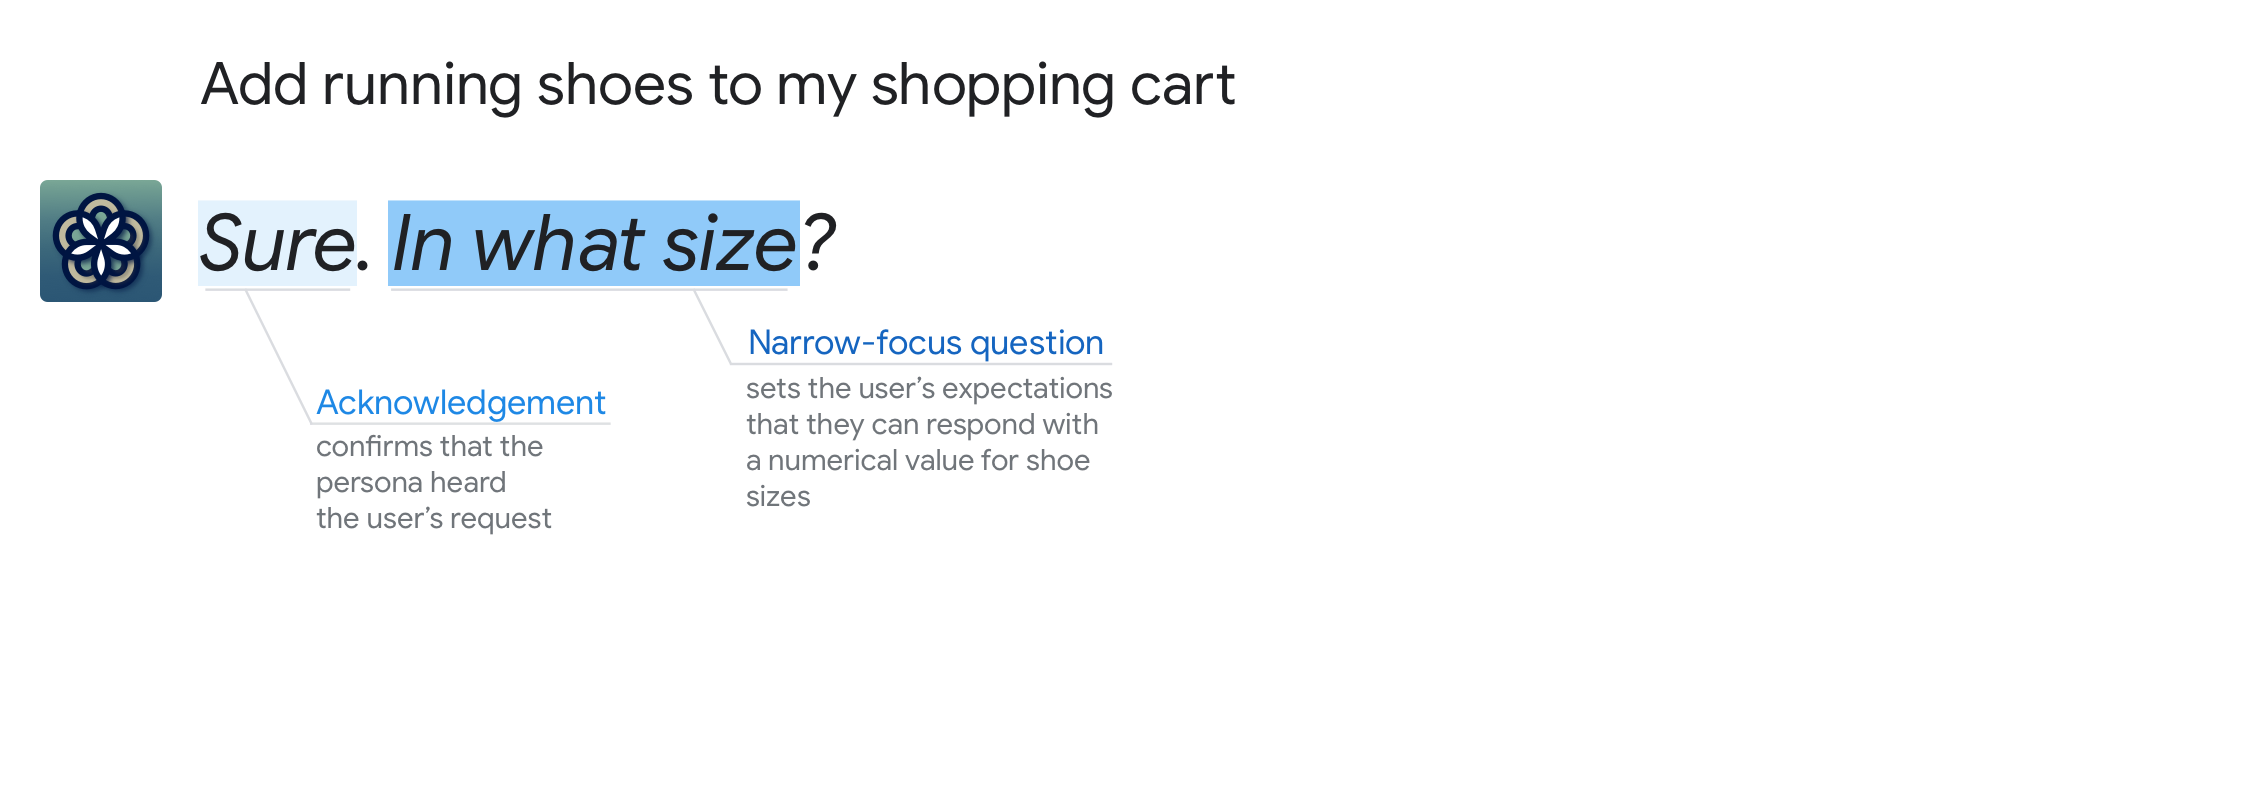 Add running shoes to my shopping cart
Sure. In what size?
Narrow-focus question
sets the user’s expectations
that they can respond with
a numerical value for shoe
sizes
Acknowledgement
confirms that the
persona heard
the user’s request